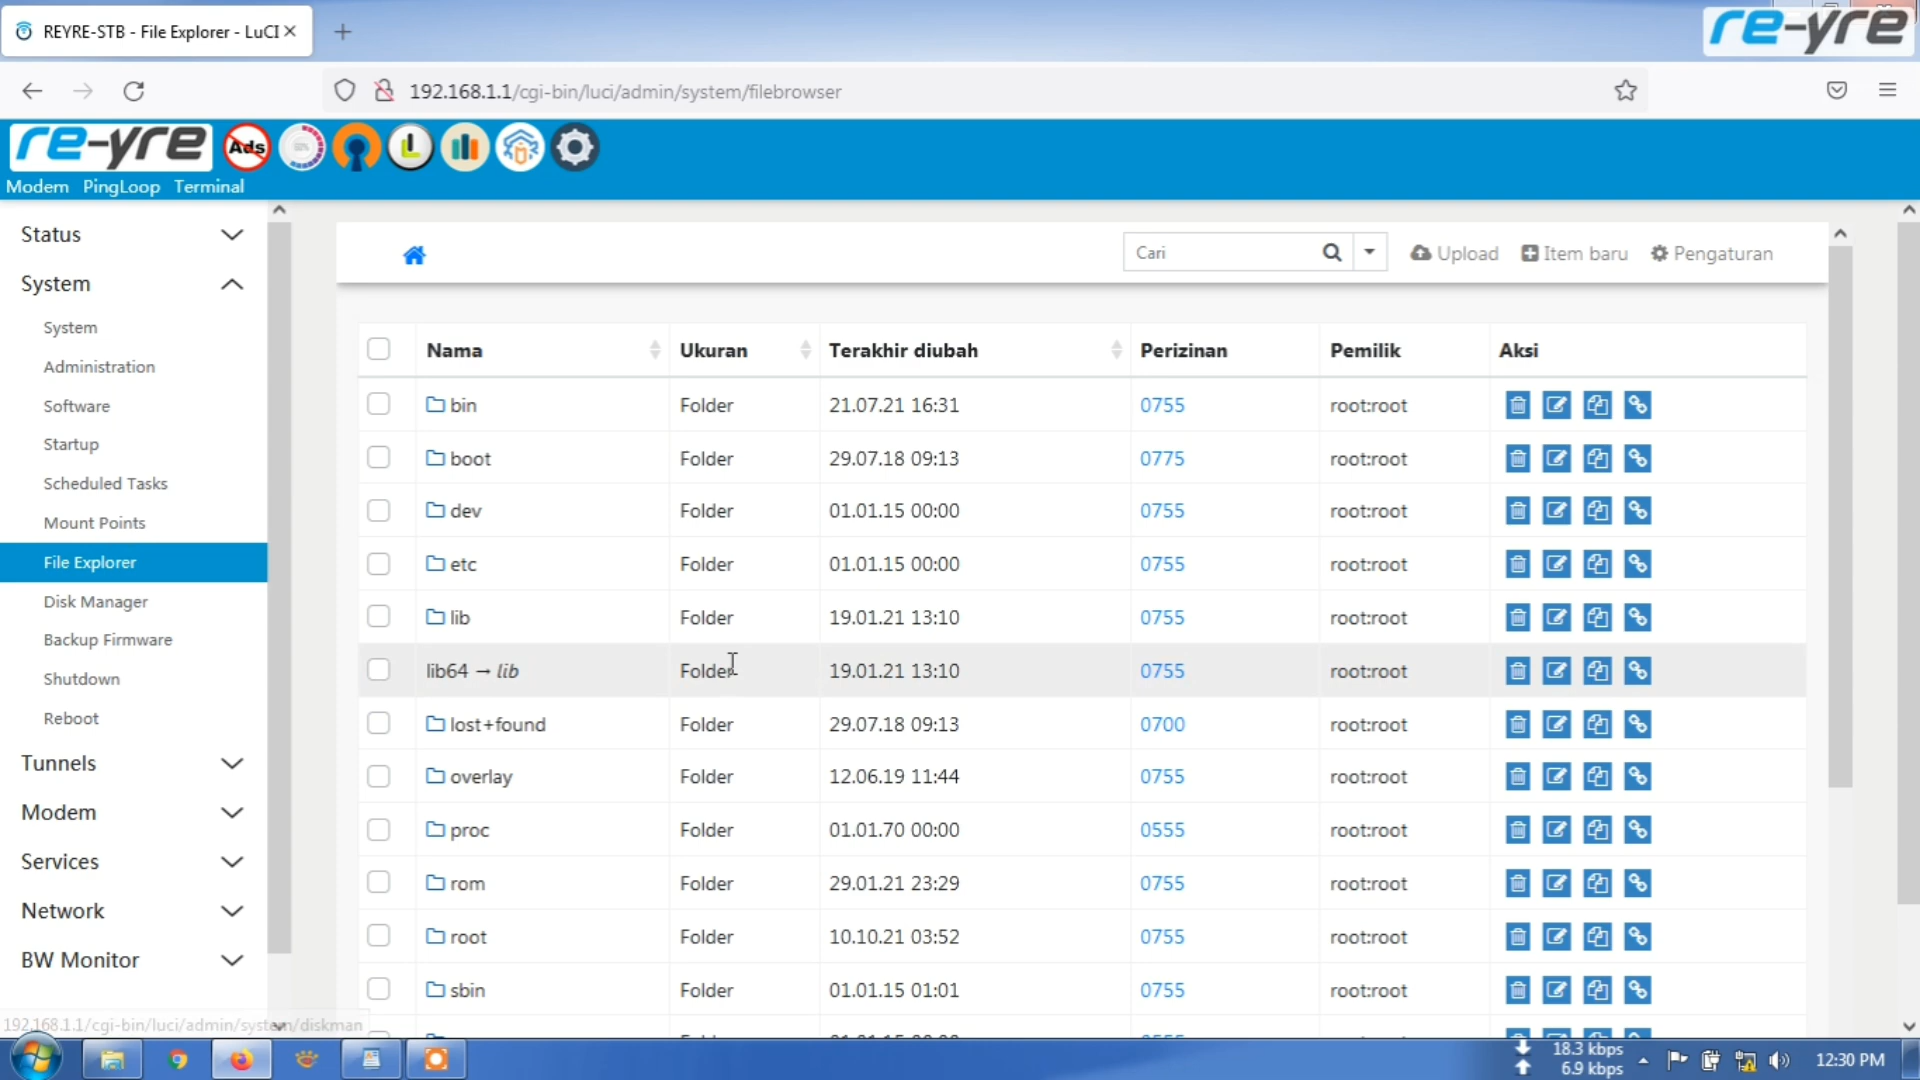 REYRE-STB - File Explorer - LuCI
re-yre
192.168.1.1/cgi-bin/luci/admin/system/filebrowser
re-yre
Ads
Modem PingLoop Terminal
Status
System
System
Administration
Software
Startup
Scheduled Tasks
Mount Points
File Explorer
Disk Manager
Backup Firmware
Shutdown
Reboot
Tunnels
Modem
Services
Network
BW Monitor
Cari Upload Item baru Pengaturan
Nama Ukuran Terakhir diubah Perizinan Pemilik Aksi
bin Folder 21.07.21 16:31 0755 root:root
boot Folder 29.07.18 09:13 0775 root:root
dev Folder 01.01.15 00:00 0755 root:root
etc Folder 01.01.15 00:00 0755 root:root
lib Folder 19.01.21 13:10 0755 root:root
lib64 → lib Folder 19.01.21 13:10 0755 root:root
lost+found Folder 29.07.18 09:13 0700 root:root
overlay Folder 12.06.19 11:44 0755 root:root
proc Folder 01.01.70 00:00 0555 root:root
rom Folder 29.01.21 23:29 0755 root:root
root Folder 10.10.21 03:52 0755 root:root
sbin Folder 01.01.15 01:01 0755 root:root
192.168.1.1/cgi-bin/luci/admin/system/diskman
18.3 kbps
6.9 kbps
12:30 PM